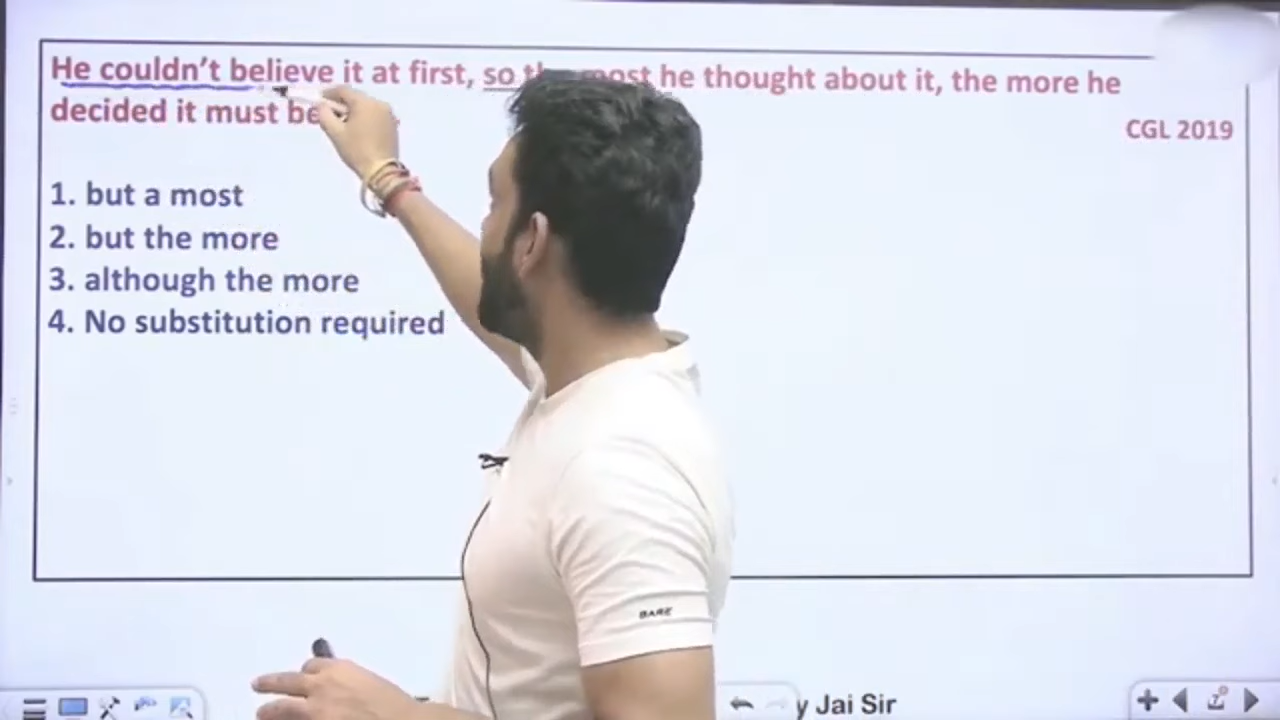 He couldn't believe it at first, so the most he thought about it, the more he
decided it must be
CGL 2019
1. but a most
2. but the more
3. although the more
4. No substitution required
BARE
y Jai Sir